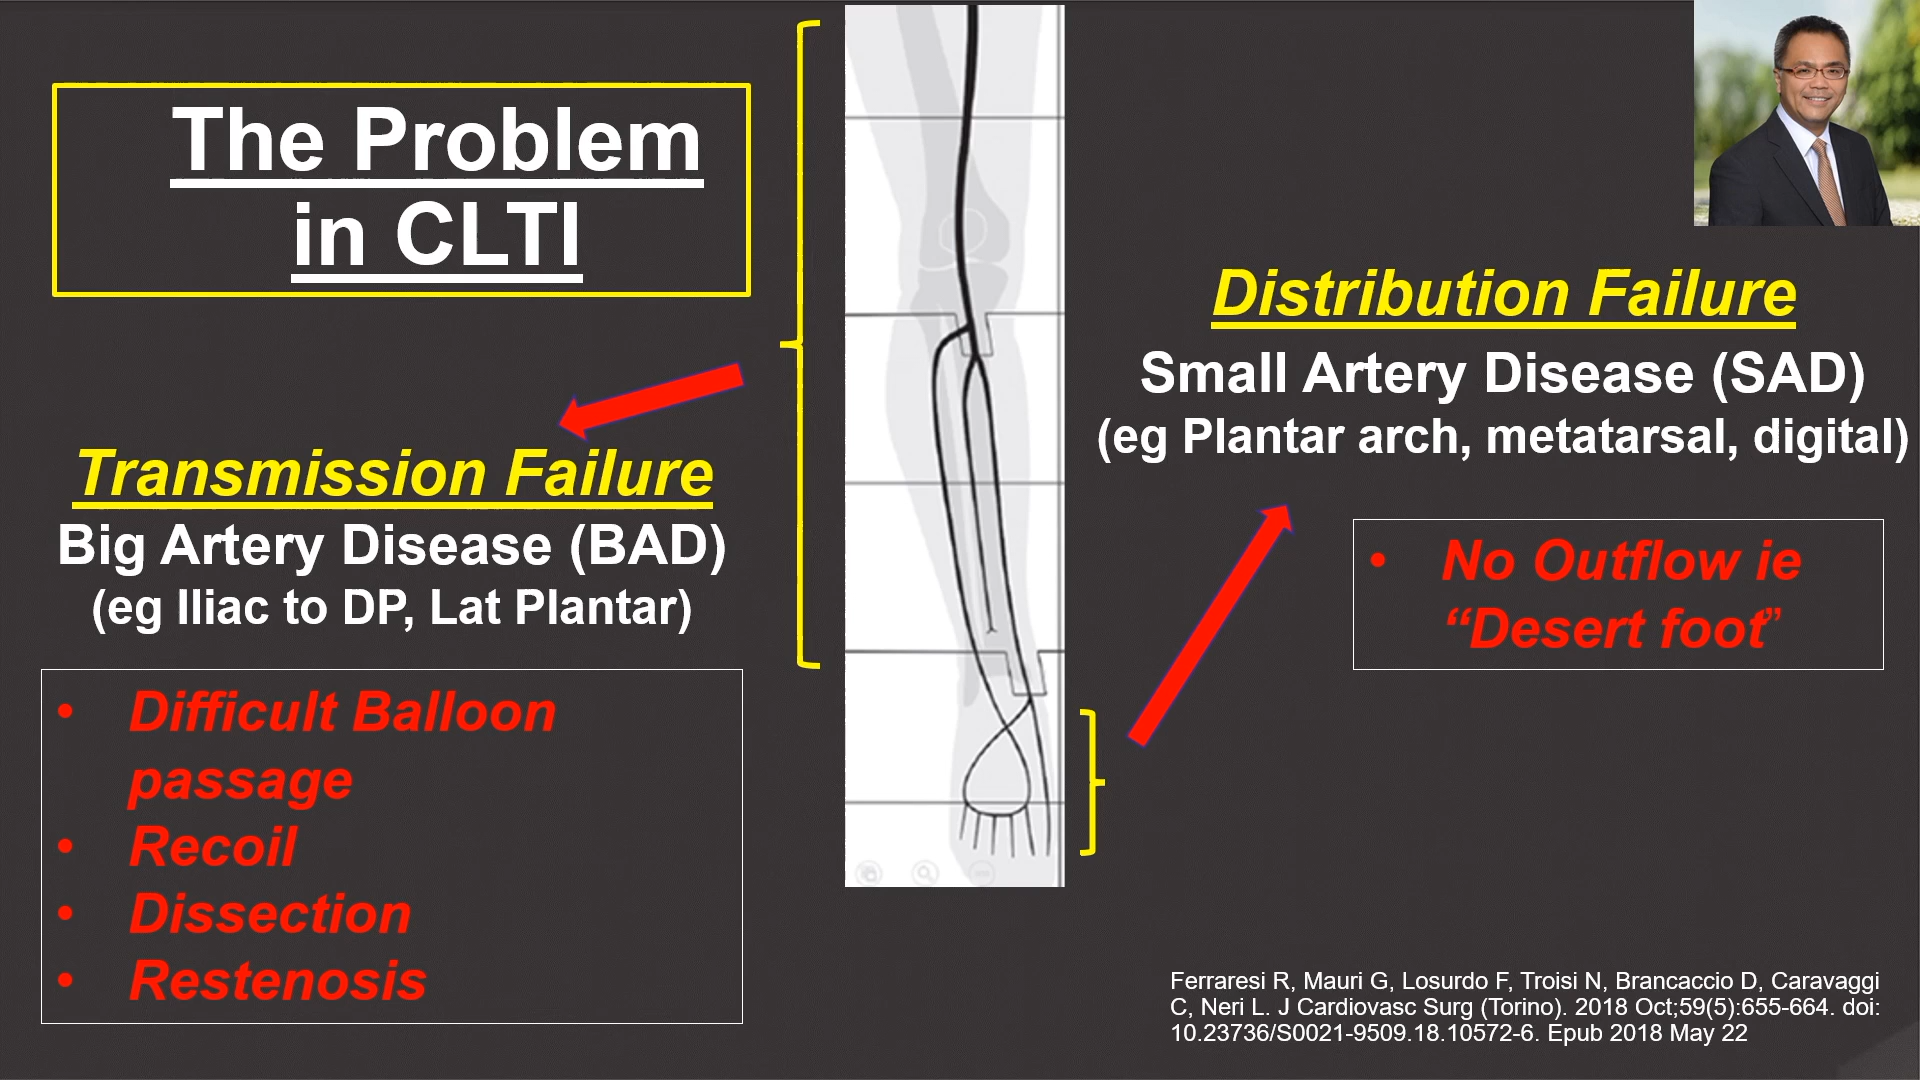 The Problem
in CLTI
Transmission Failure
Big Artery Disease (BAD)
(eg Iliac to DP, Lat Plantar)
• Difficult Balloon
passage
• Recoil
• Dissection
• Restenosis
Distribution Failure
Small Artery Disease (SAD)
(eg Plantar arch, metatarsal, digital)
• No Outflow ie
“Desert foot”
Ferraresi R, Mauri G, Losurdo F, Troisi N, Brancaccio D, Caravaggi
C, Neri L. J Cardiovasc Surg (Torino). 2018 Oct;59(5):655-664. doi:
10.23736/S0021-9509.18.10572-6. Epub 2018 May 22